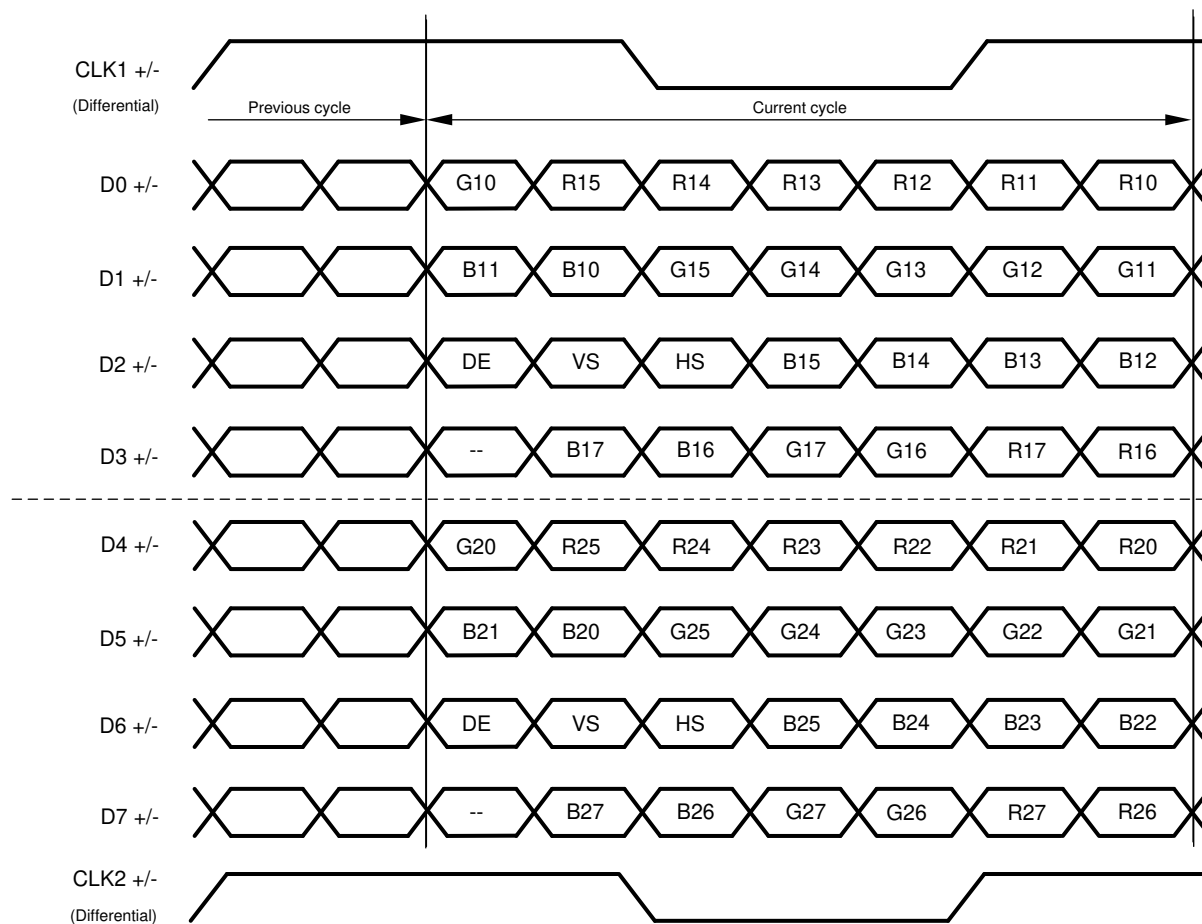 CLK1 +/-
(Differential)
Previous cycle Current cycle
D0 +/- G10 R15 R14 R13 R12 R11 R10
D1 +/- B11 B10 G15 G14 G13 G12 G11
D2 +/- DE VS HS B15 B14 B13 B12
D3 +/- -- B17 B16 G17 G16 R17 R16
D4 +/- G20 R25 R24 R23 R22 R21 R20
D5 +/- B21 B20 G25 G24 G23 G22 G21
D6 +/- DE VS HS B25 B24 B23 B22
D7 +/- -- B27 B26 G27 G26 R27 R26
CLK2 +/-
(Differential)